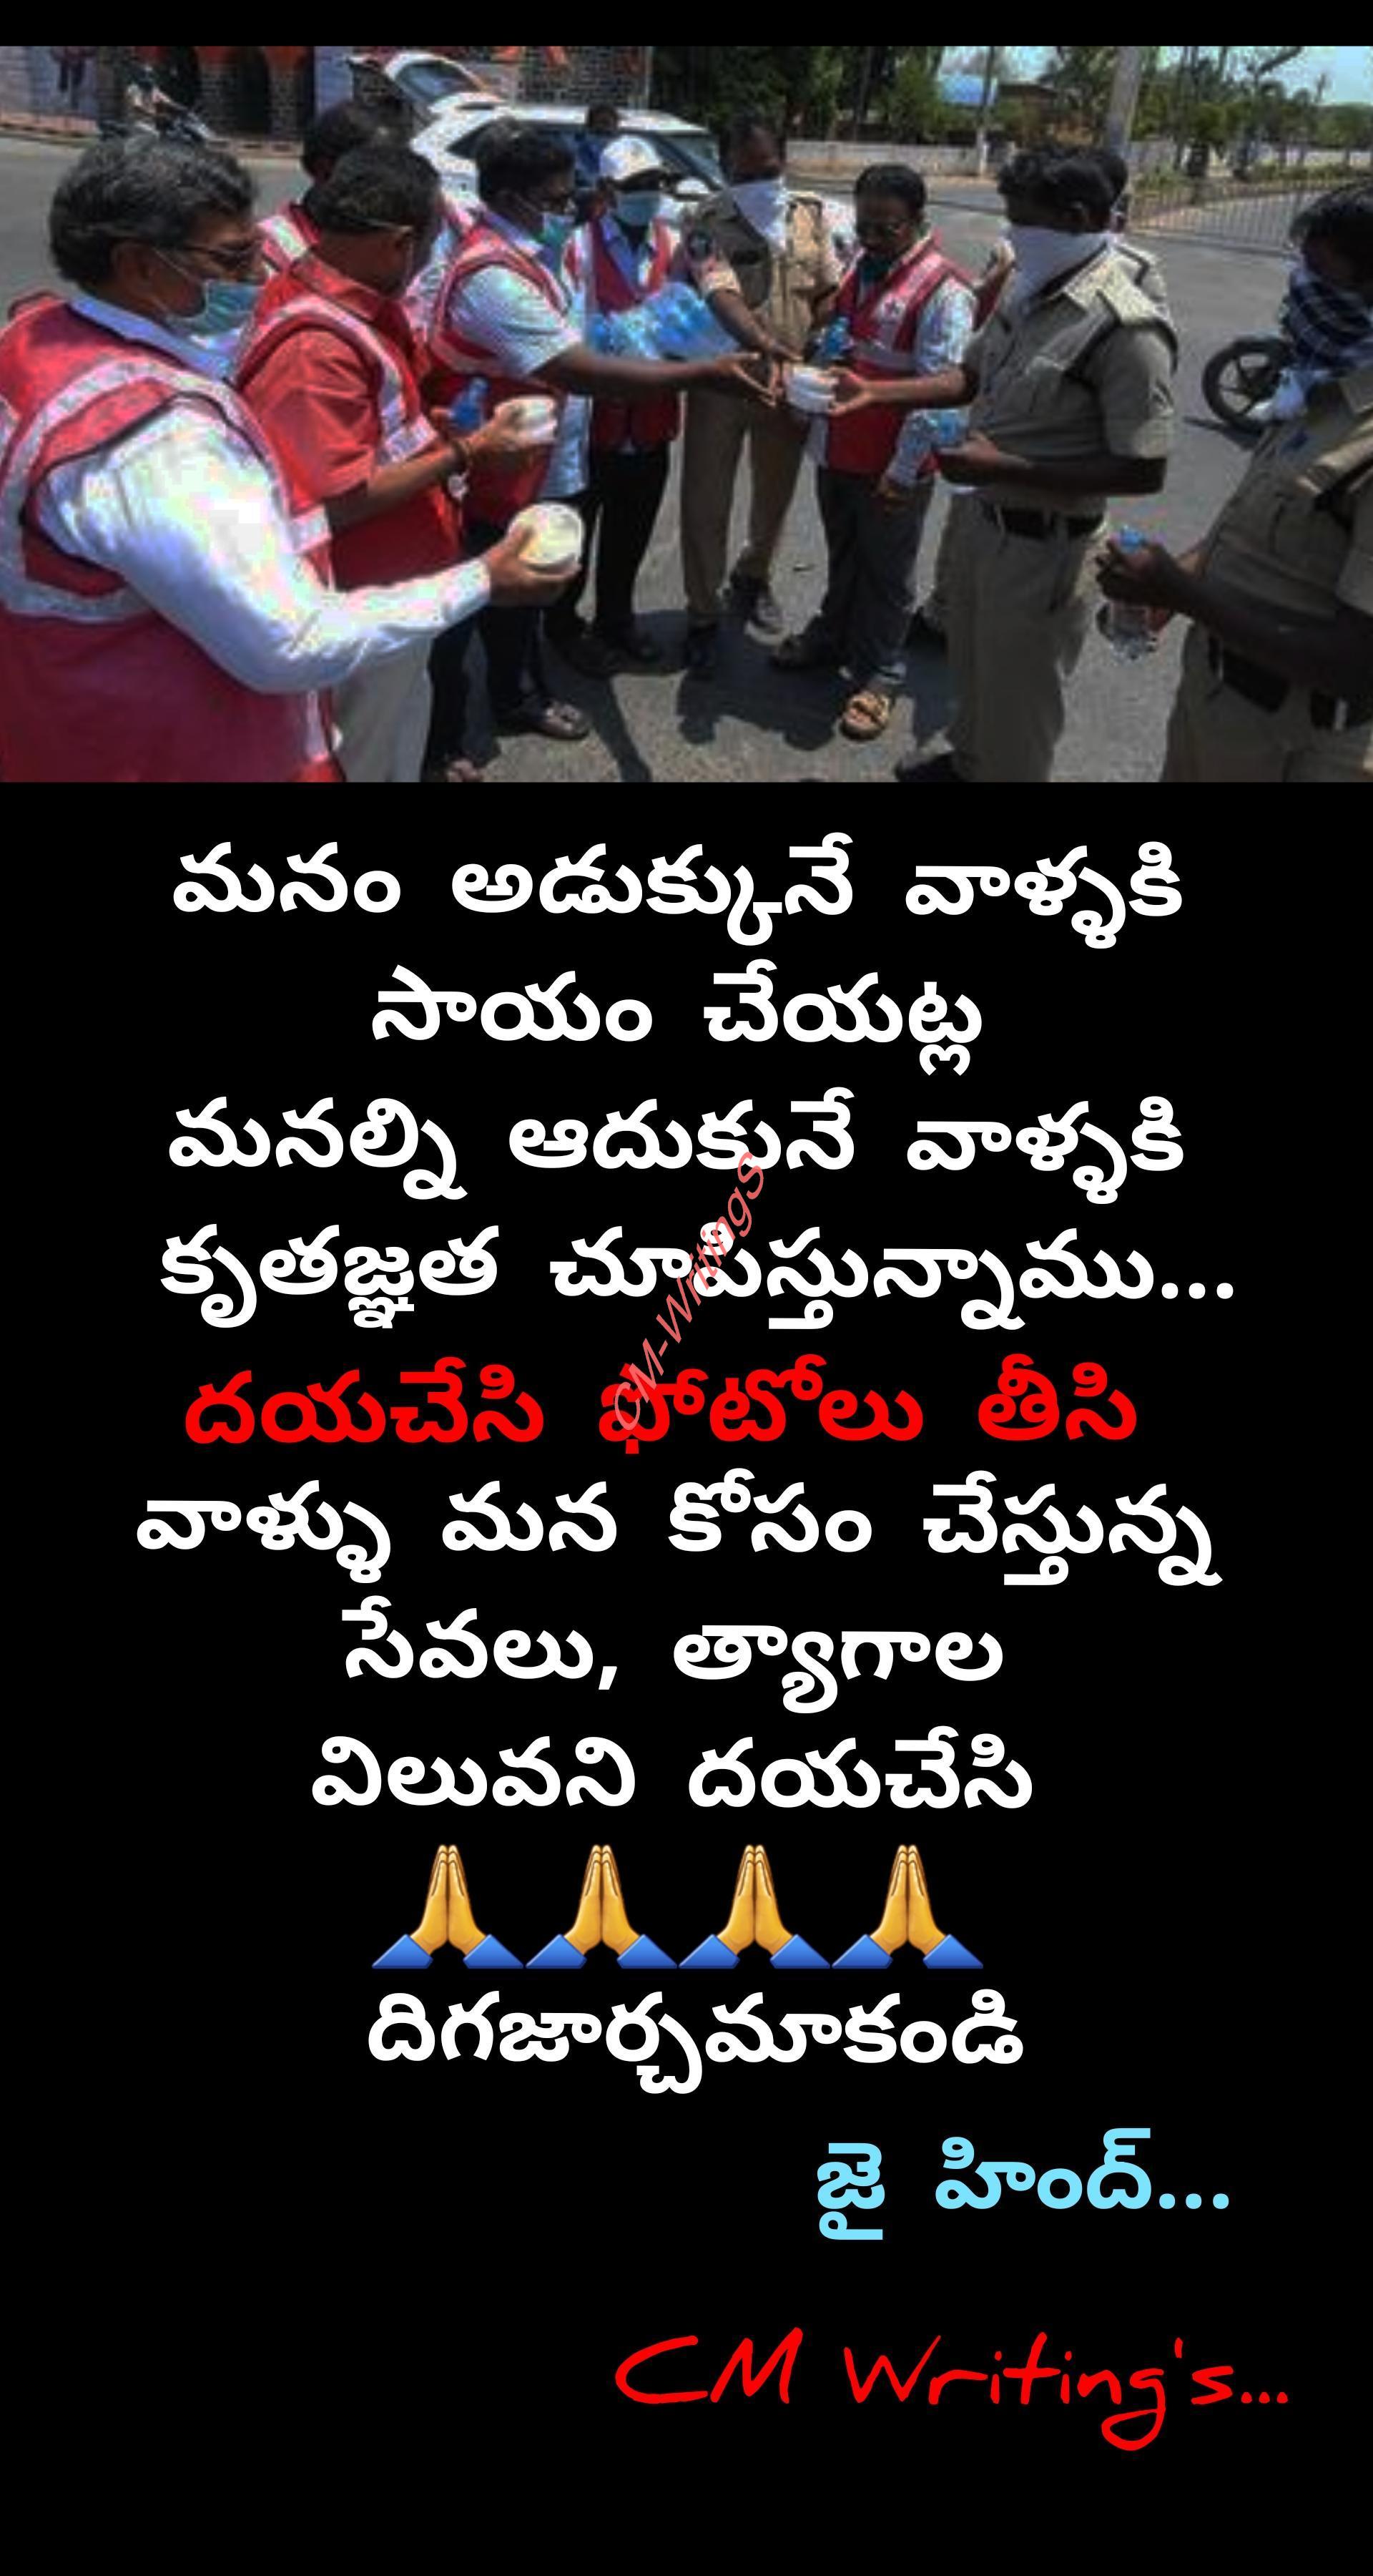 మనం అడుక్కునే వాళ్ళకి
సాయం చేయట్ల
మనల్ని ఆదుకునే వాళ్ళకి
కృతజ్ఞత చూపిస్తున్నాము...
CM-Writings
దయచేసి ఫోటోలు తీసి
వాళ్ళు మన కోసం చేస్తున్న
సేవలు, త్యాగాల
విలువని దయచేసి
🙏🙏🙏🙏
దిగజార్చమాకండి
జై హింద్...
CM Writing's...